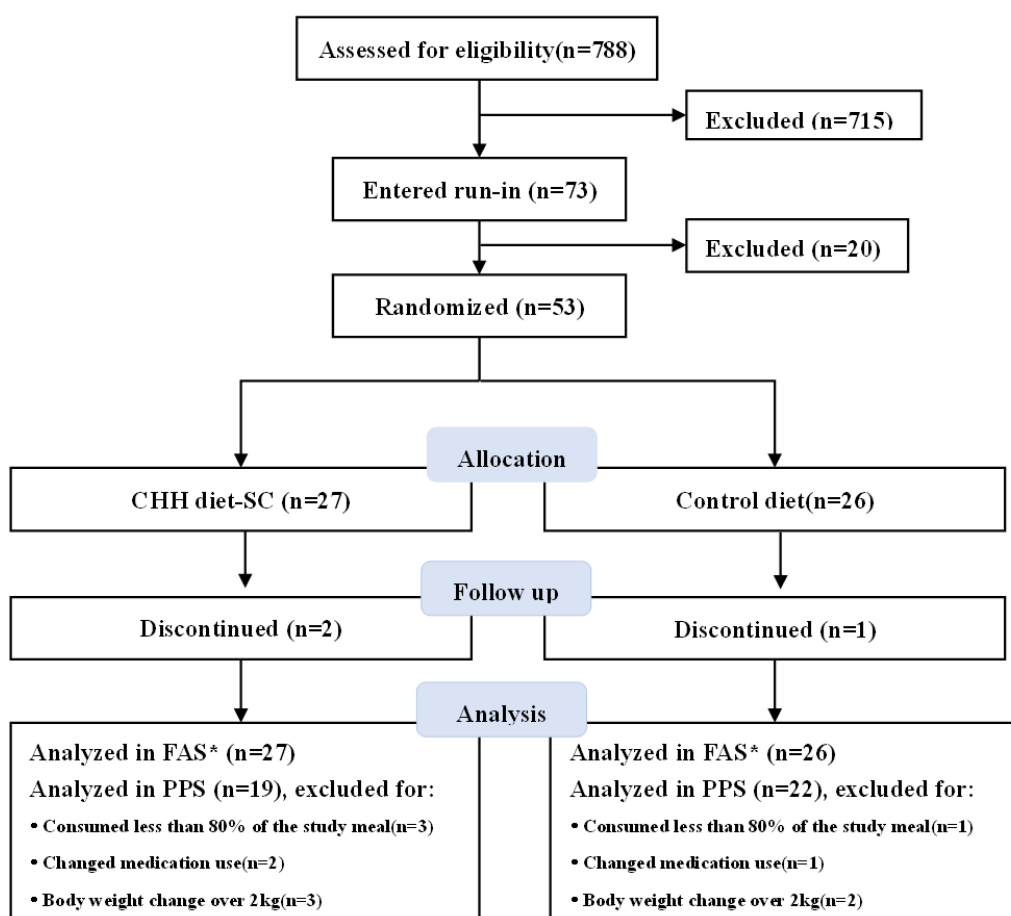 Assessed for eligibility(n=788)
Excluded (n=715)
Entered run-in (n=73)
Excluded (n=20)
Randomized (n=53)
Allocation
CHH diet-SC (n=27)
Control diet(n=26)
Follow up
Discontinued (n=2)
Discontinued (n=1)
Analysis
Analyzed in FAS* (n=27)
Analyzed in PPS (n=19), excluded for:
• Consumed less than 80% of the study meal(n=3)
• Changed medication use(n=2)
• Body weight change over 2kg(n=3)
Analyzed in FAS* (n=26)
Analyzed in PPS (n=22), excluded for:
• Consumed less than 80% of the study meal(n=1)
• Changed medication use(n=1)
• Body weight change over 2kg(n=2)